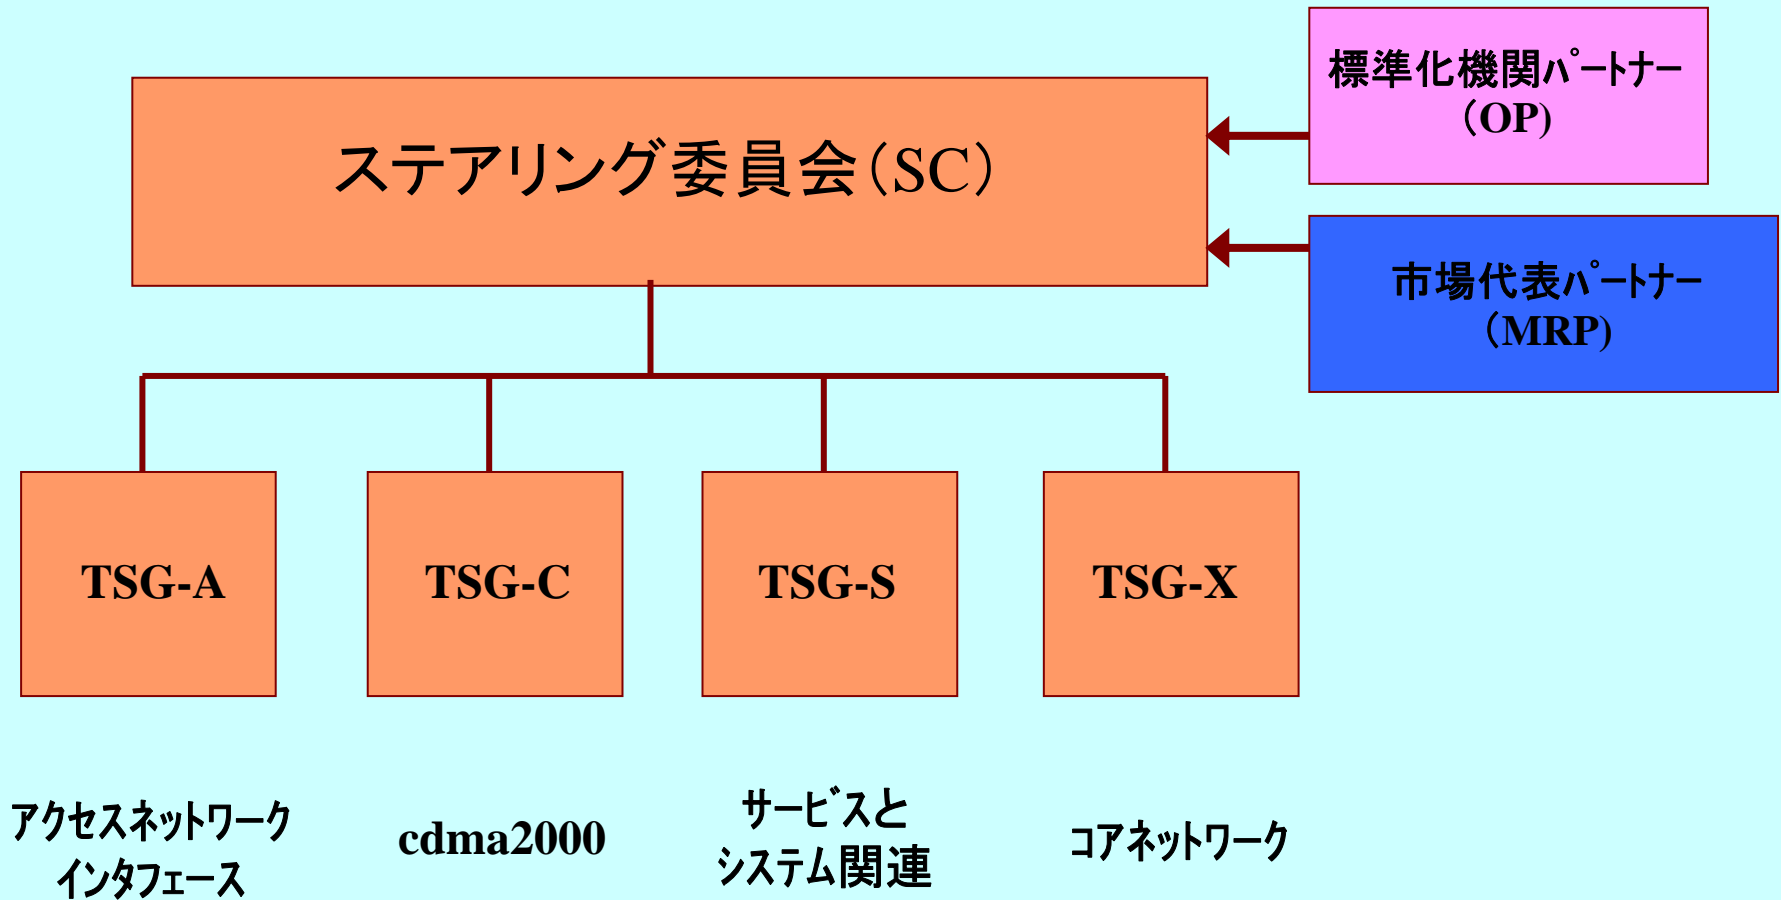 標準化機関ﾊﾟｰﾄﾅｰ
（OP)
ステアリング委員会（SC）
市場代表ﾊﾟｰﾄﾅｰ
（MRP)
TSG-A
TSG-C
TSG-S
TSG-X
アクセスネットワーク
インタフェース
cdma2000
サービスと
システム関連
コアネットワーク